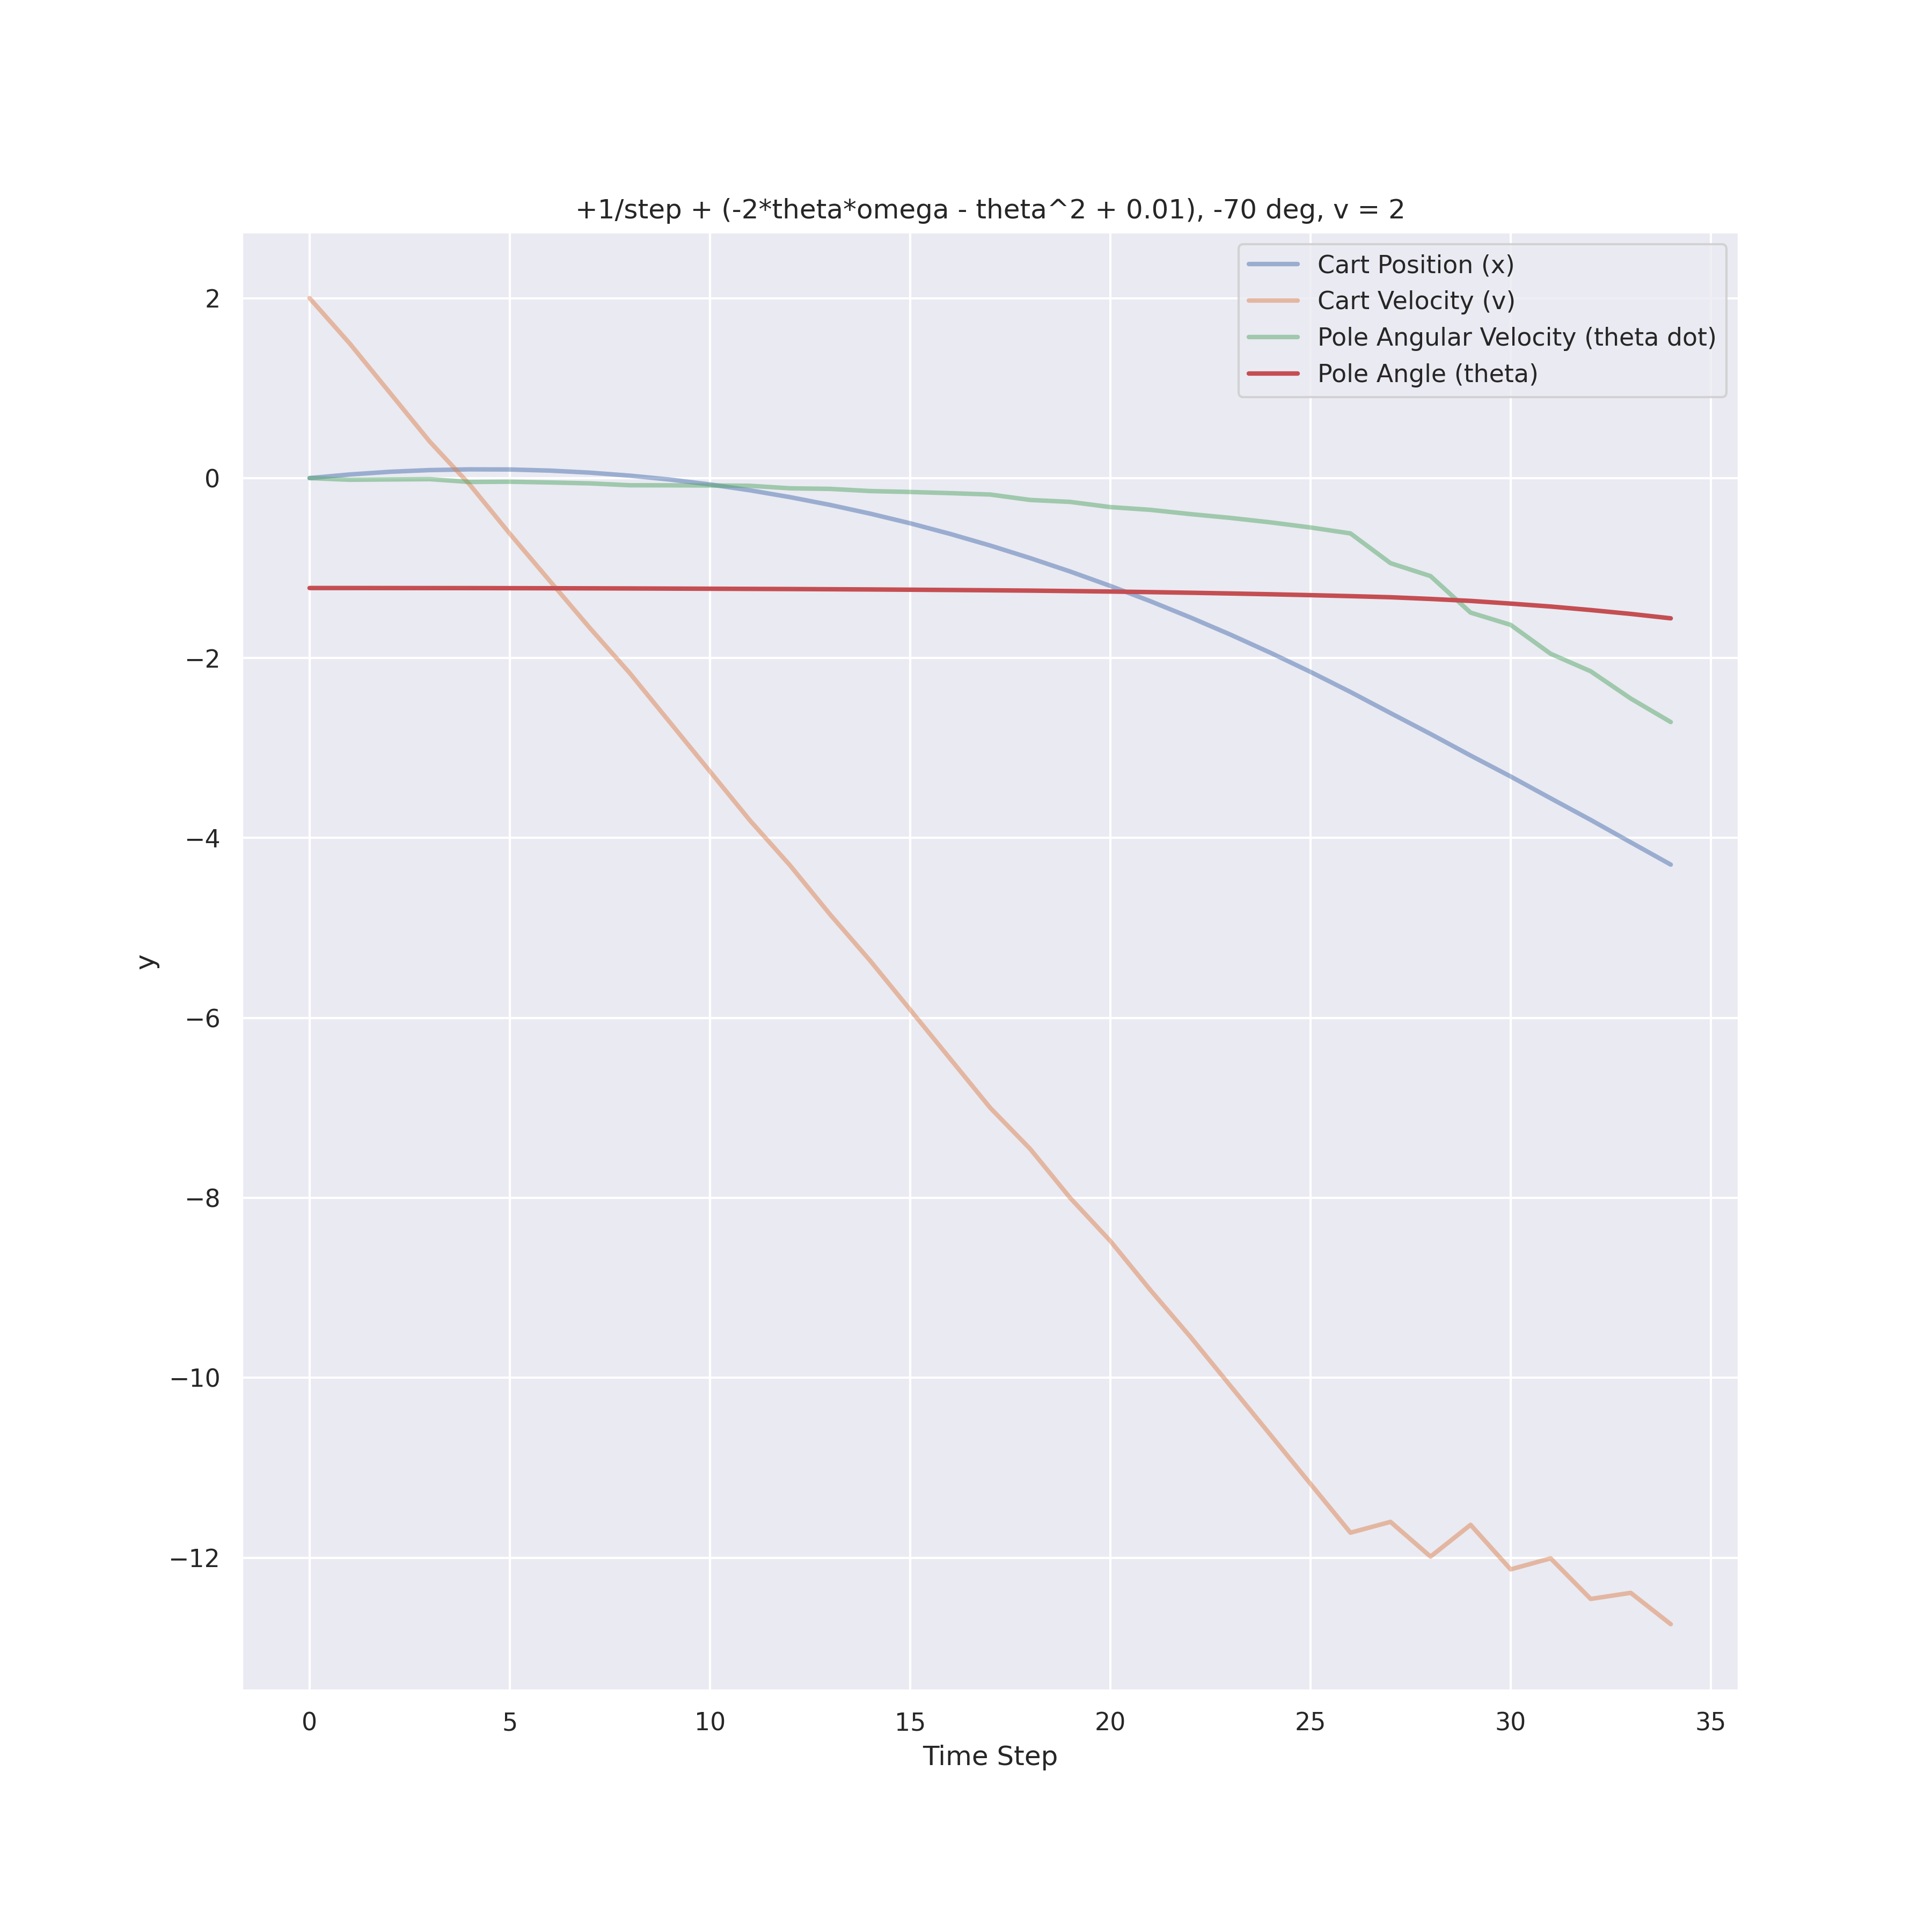 +1/step + (-2*theta*omega - theta^2 + 0.01), -70 deg, v = 2
Cart Position (x)
Cart Velocity (v)
Pole Angular Velocity (theta dot)
Pole Angle (theta)
2
0
−2
−4
−6
−8
−10
−12
y
0 5 10 15 20 25 30 35
Time Step